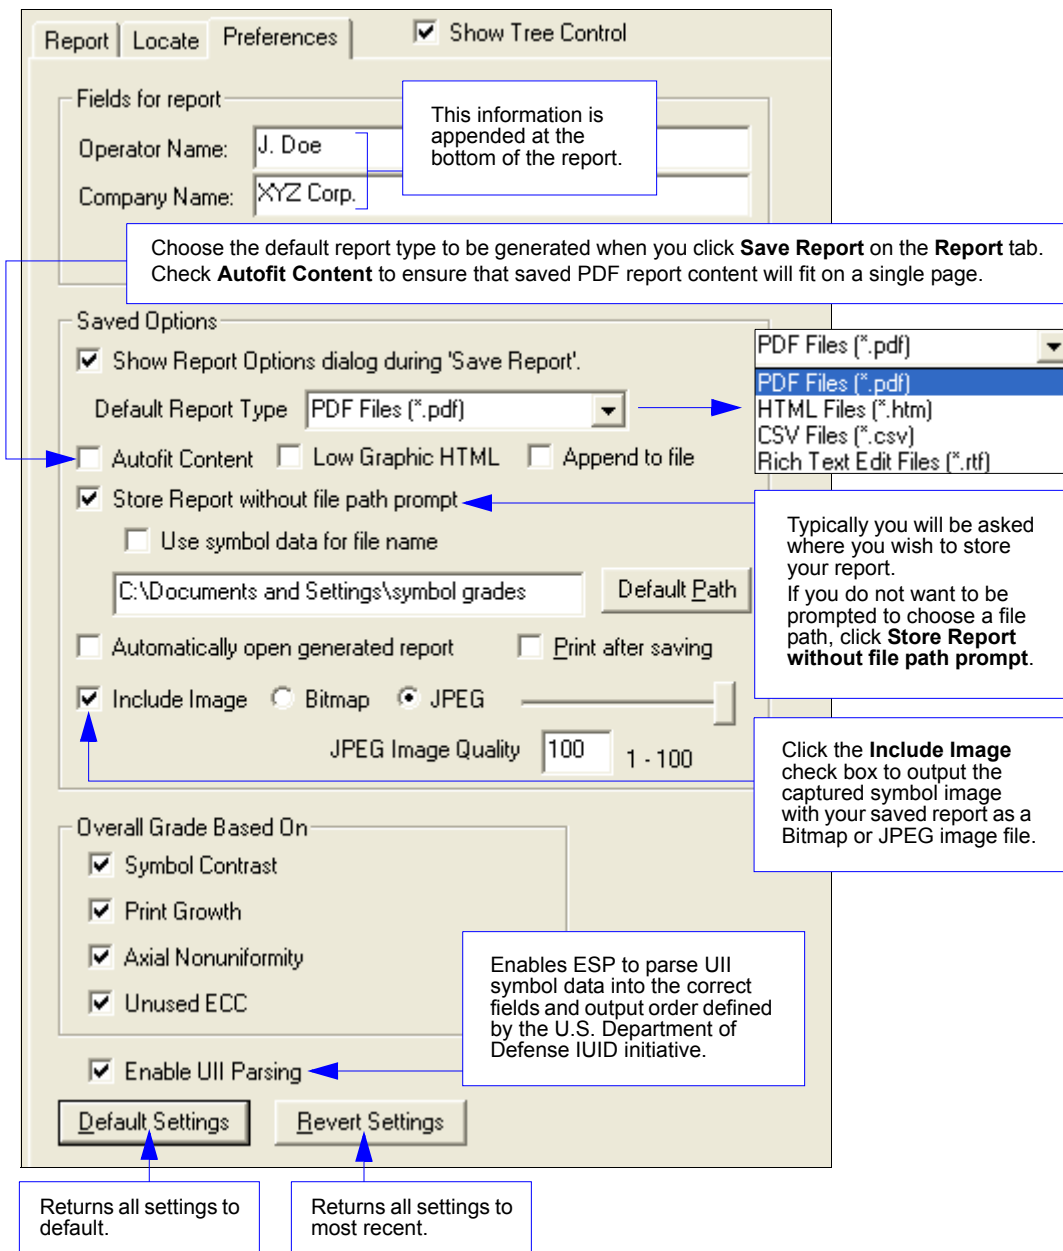 Report
Locate
Preferences
Show Tree Control
Fields for report
Operator Name:
J. Doe
Company Name:
XYZ Corp.
This information is
appended at the
bottom of the report.
Choose the default report type to be generated when you click Save Report on the Report tab.
Check Autofit Content to ensure that saved PDF report content will fit on a single page.
Saved Options
Show Report Options dialog during 'Save Report'.
Default Report Type
PDF Files (*.pdf)
PDF Files (*.pdf)
PDF Files (*.pdf)
HTML Files (*.htm)
CSV Files (*.csv)
Rich Text Edit Files (*.rtf)
Autofit Content
Low Graphic HTML
Append to file
Store Report without file path prompt
Use symbol data for file name
C:\Documents and Settings\symbol grades
Default Path
Typically you will be asked
where you wish to store
your report.
If you do not want to be
prompted to choose a file
path, click Store Report
without file path prompt.
Automatically open generated report
Print after saving
Include Image
Bitmap
JPEG
JPEG Image Quality
100
1 - 100
Click the Include Image
check box to output the
captured symbol image
with your saved report as a
Bitmap or JPEG image file.
Overall Grade Based On
Symbol Contrast
Print Growth
Axial Nonuniformity
Unused ECC
Enables ESP to parse UII
symbol data into the correct
fields and output order defined
by the U.S. Department of
Defense IUID initiative.
Enable UII Parsing
Default Settings
Revert Settings
Returns all settings to
default.
Returns all settings to
most recent.